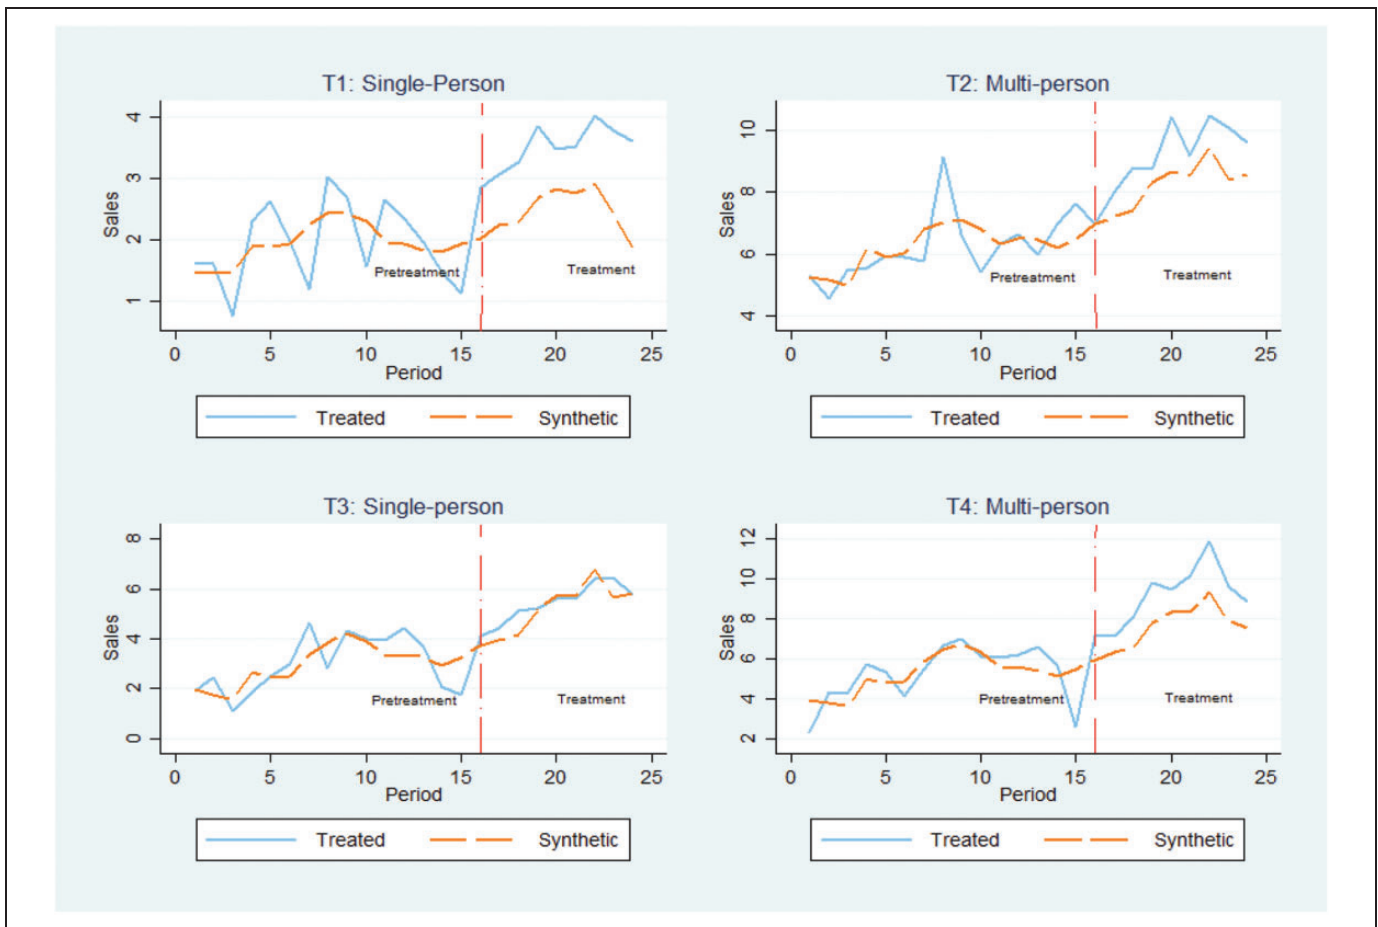 T1: Single-Person
4
3
2
1
Sales
Pretreatment
Treatment
0 5 10 15 20 25
Period
Treated Synthetic
T2: Multi-person
10
8
6
4
Sales
Pretreatment
Treatment
0 5 10 15 20 25
Period
Treated Synthetic
T3: Single-person
8
6
4
2
0
Sales
Pretreatment
Treatment
0 5 10 15 20 25
Period
Treated Synthetic
T4: Multi-person
12
10
8
6
4
2
Sales
Pretreatment
Treatment
0 5 10 15 20 25
Period
Treated Synthetic